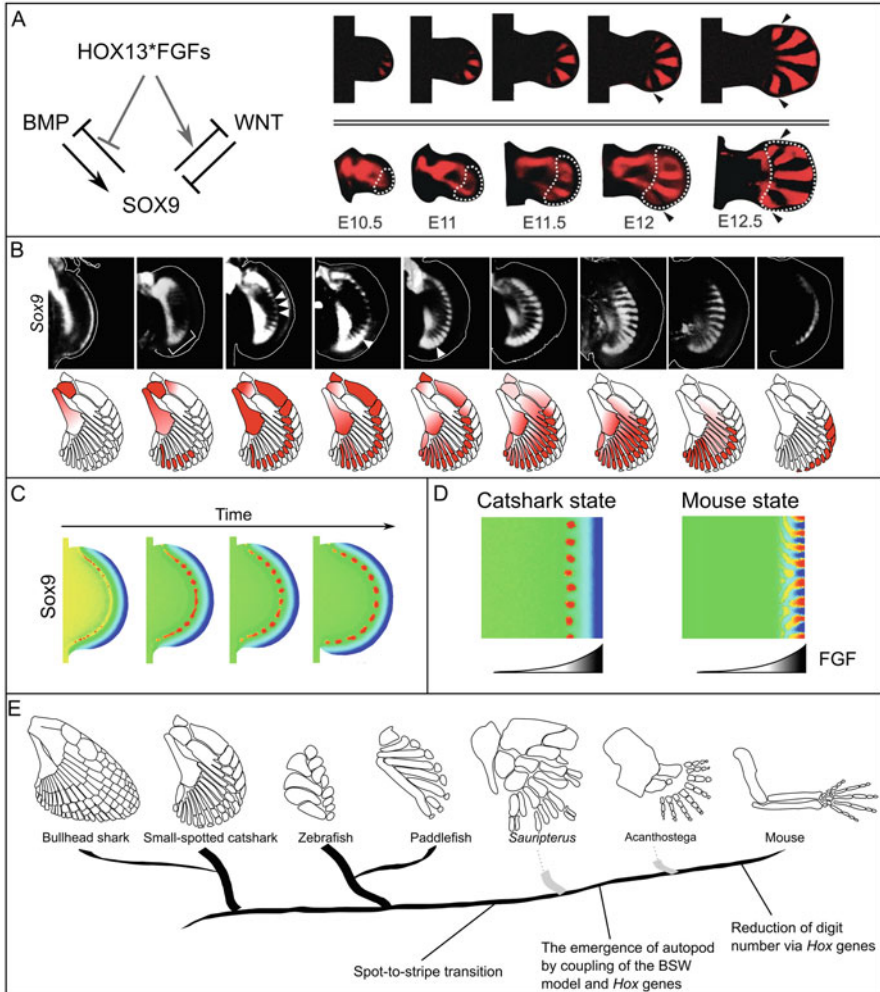 A
HOX13*FGFs
BMP
WNT
SOX9
E10.5
E11
E11.5
E12
E12.5
B
Sox9
C
Time
Sox9
D
Catshark state
Mouse state
FGF
E
Bullhead shark
Small-spotted catshark
Zebrafish
Paddlefish
Sauripterus
Acanthostega
Mouse
Spot-to-stripe transition
The emergence of autopod
by coupling of the BSW
model and Hox genes
Reduction of digit
number via Hox genes